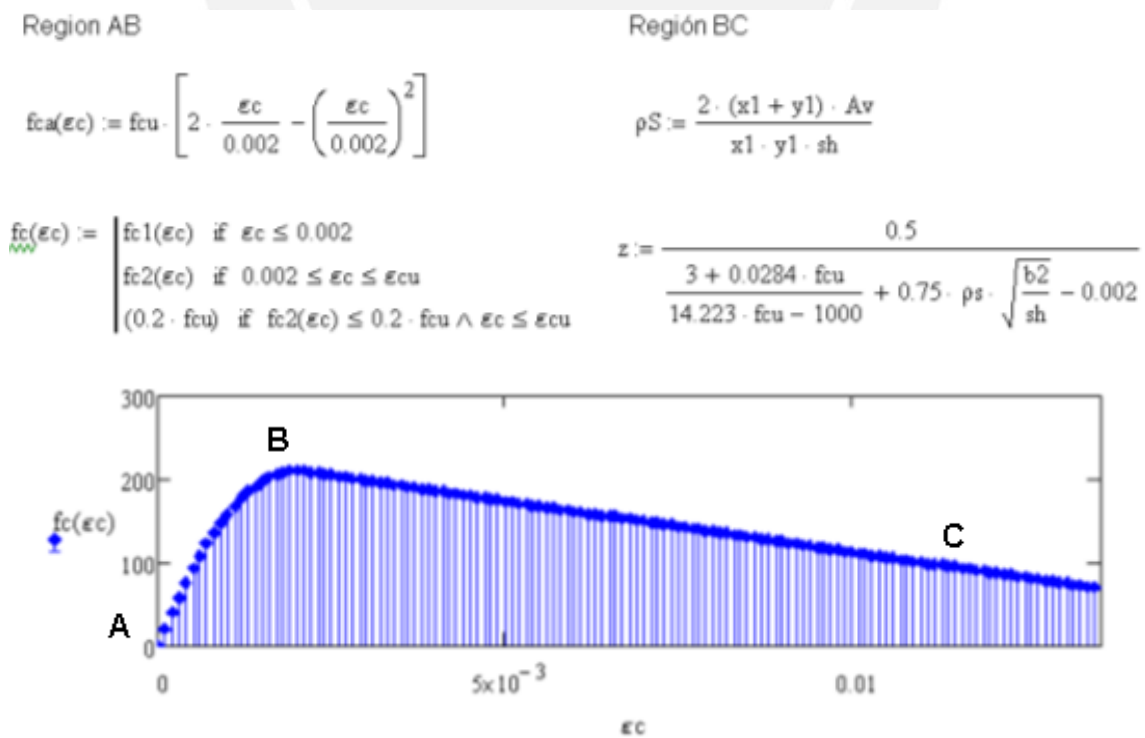 Region AB
fca(εc) := fcu · [2 · εc/0.002 − (εc/0.002)²]
fc(εc) := | fc1(εc) if εc ≤ 0.002
fc2(εc) if 0.002 ≤ εc ≤ εcu
(0.2 · fcu) if fc2(εc) ≤ 0.2 · fcu ∧ εc ≤ εcu
Región BC
ρS := 2 · (x1 + y1) · Av / x1 · y1 · sh
z := 0.5 / 3 + 0.0284 · fcu / 14.223 · fcu − 1000 + 0.75 · ρs · √b2/sh − 0.002
300
200
100
0
fc(εc)
A
B
C
0
5×10⁻³
0.01
εc